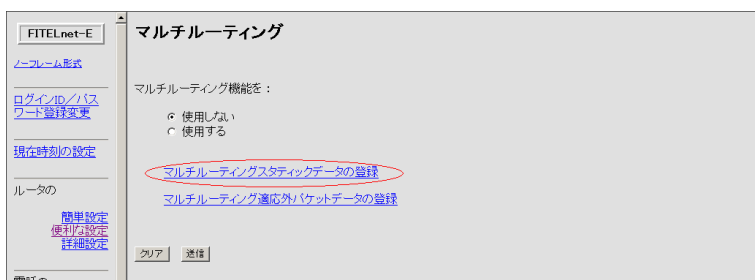 FITELnet-E
ノーフレーム形式
ログインID／パス
ワード登録変更
現在時刻の設定
ルータの
簡単設定
便利な設定
詳細設定
電話の
マルチルーティング
マルチルーティング機能を：
使用しない
使用する
マルチルーティングスタティックデータの登録
マルチルーティング適応外パケットデータの登録
クリア 送信